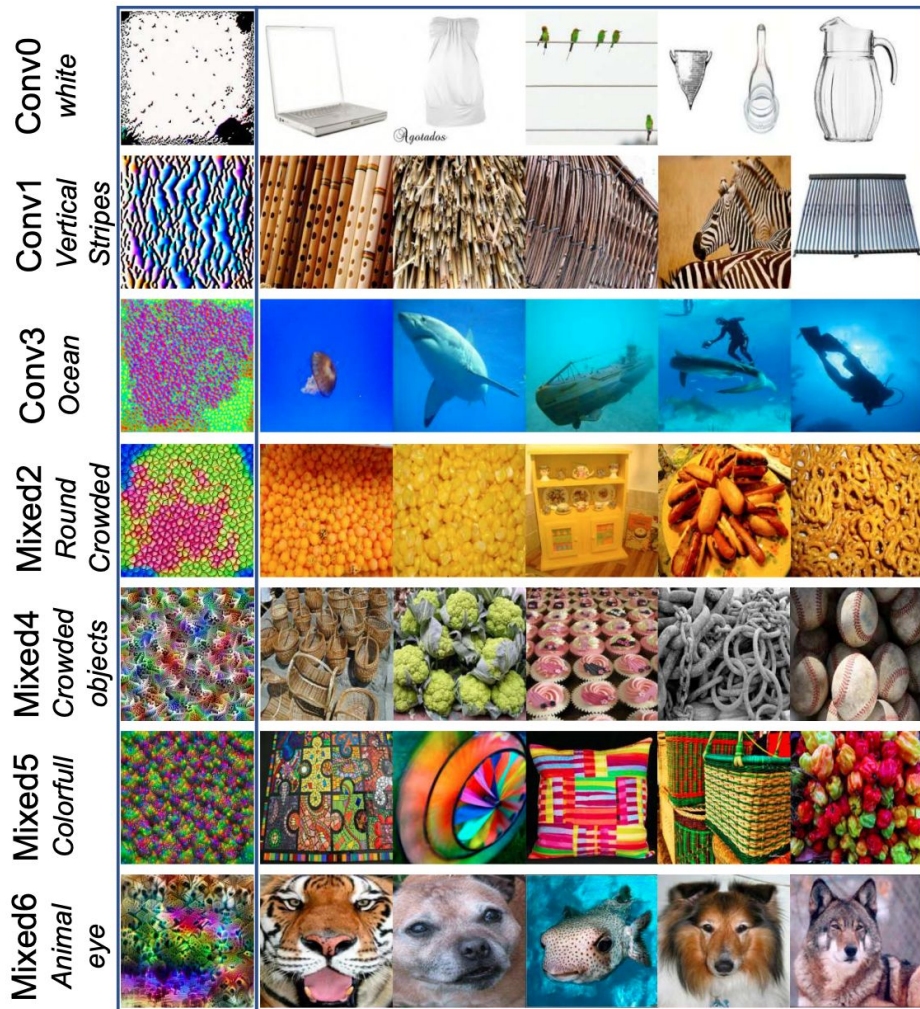 Conv0
white
Agotados
Conv1
Vertical
Stripes
Conv3
Ocean
Mixed2
Round
Crowded
Mixed4
Crowded
objects
Mixed5
Colorfull
Mixed6
Animal
eye